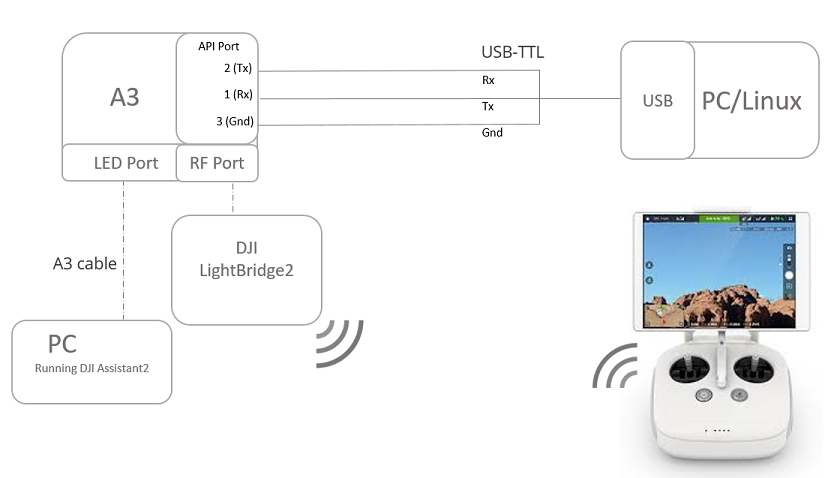 API Port
USB-TTL
2 (Tx)
Rx
A3
1 (Rx)
USB
PC/Linux
Tx
3 (Gnd)
Gnd
LED Port
RF Port
DJI
LightBridge2
A3 cable
PC
Running DJI Assistant2